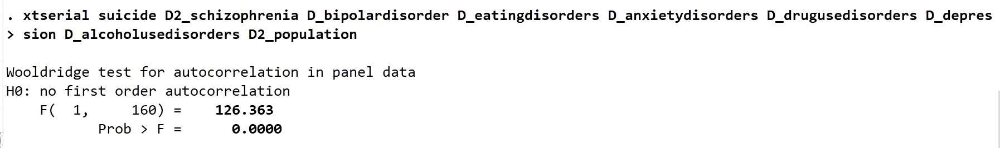 . xtserial suicide D2_schizophrenia D_bipolardisorder D_eatingdisorders D_anxietydisorders D_drugusedisorders D_depres
> sion D_alcoholusedisorders D2_population
Wooldridge test for autocorrelation in panel data
H0: no first order autocorrelation
F( 1, 160) = 126.363
Prob > F = 0.0000